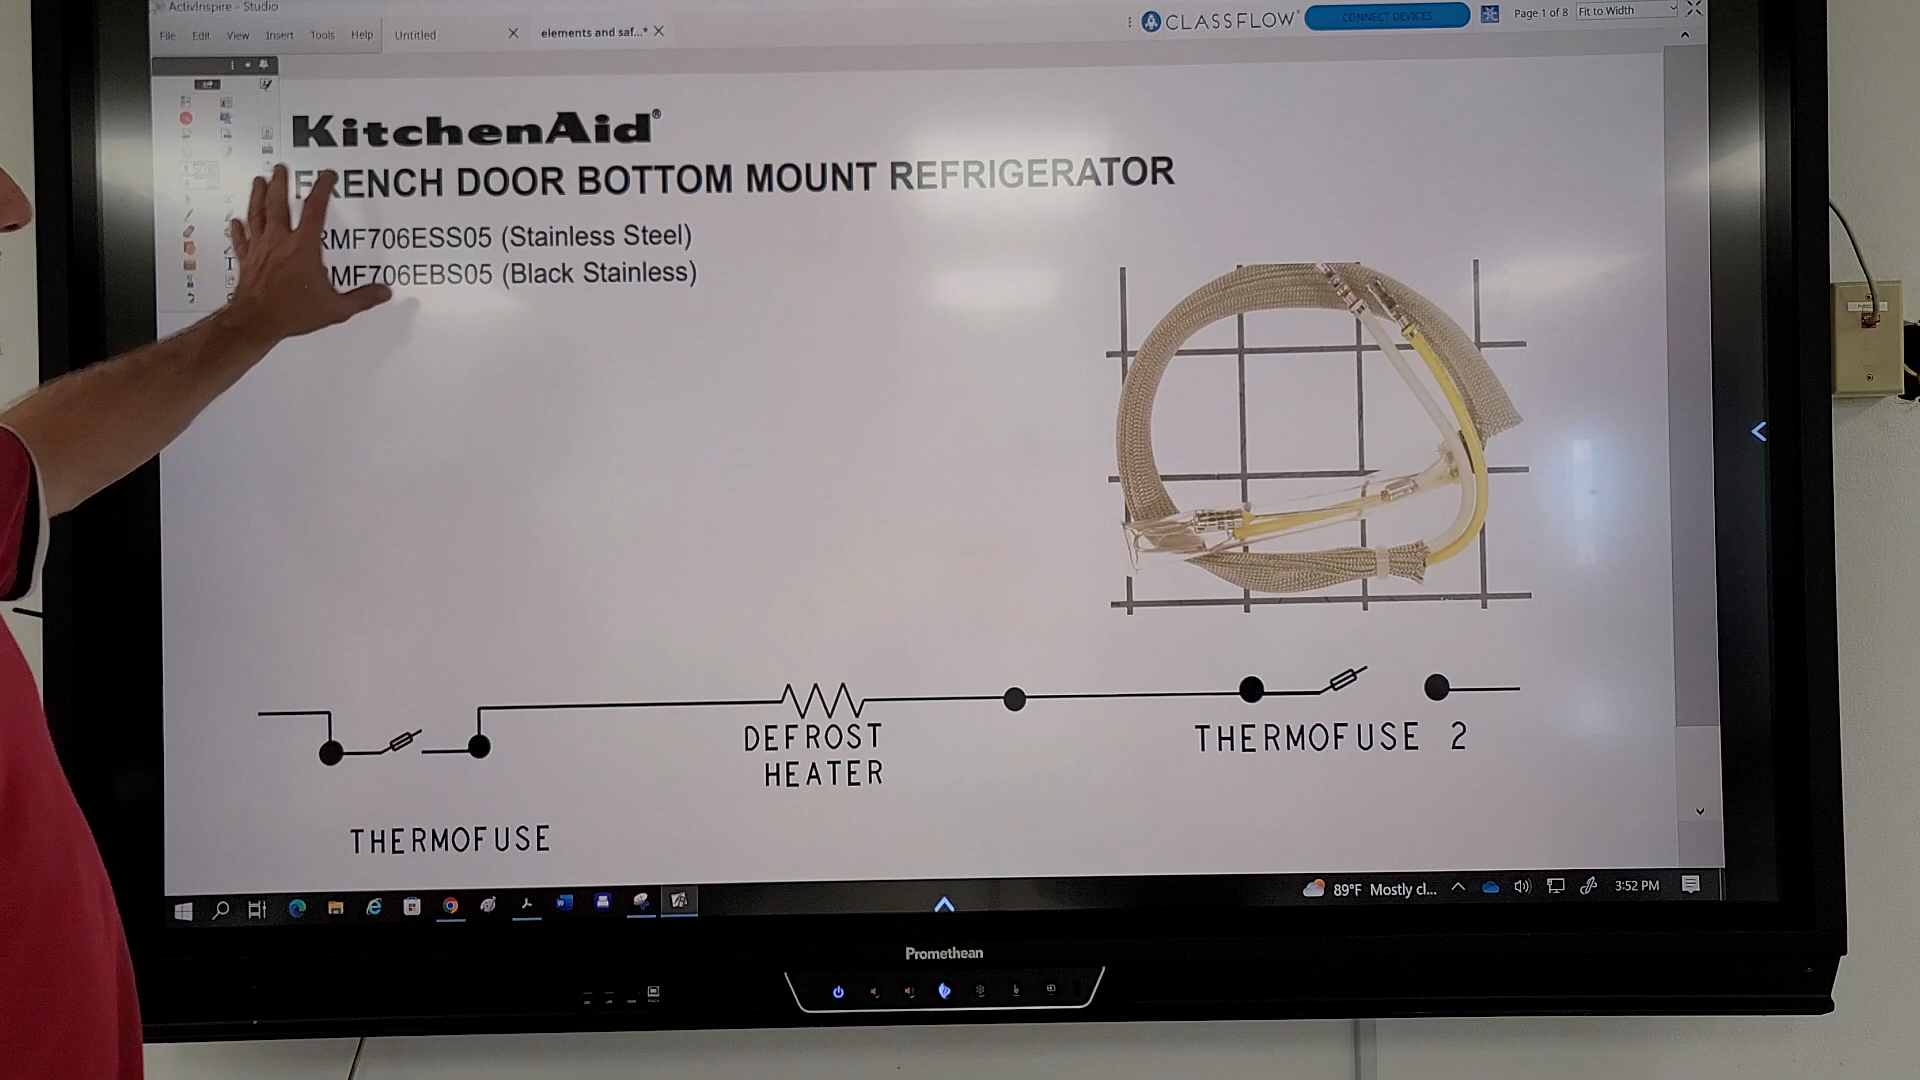 ActivInspire - Studio
File Edit View Insert Tools Help
Untitled
elements and saf...*
CLASSFLOW
CONNECT DEVICES
Page 1 of 8
Fit to Width
KitchenAid®
FRENCH DOOR BOTTOM MOUNT REFRIGERATOR
RMF706ESS05 (Stainless Steel)
MF706EBS05 (Black Stainless)
DEFROST
HEATER
THERMOFUSE 2
THERMOFUSE
89°F Mostly cl...
3:52 PM
Promethean